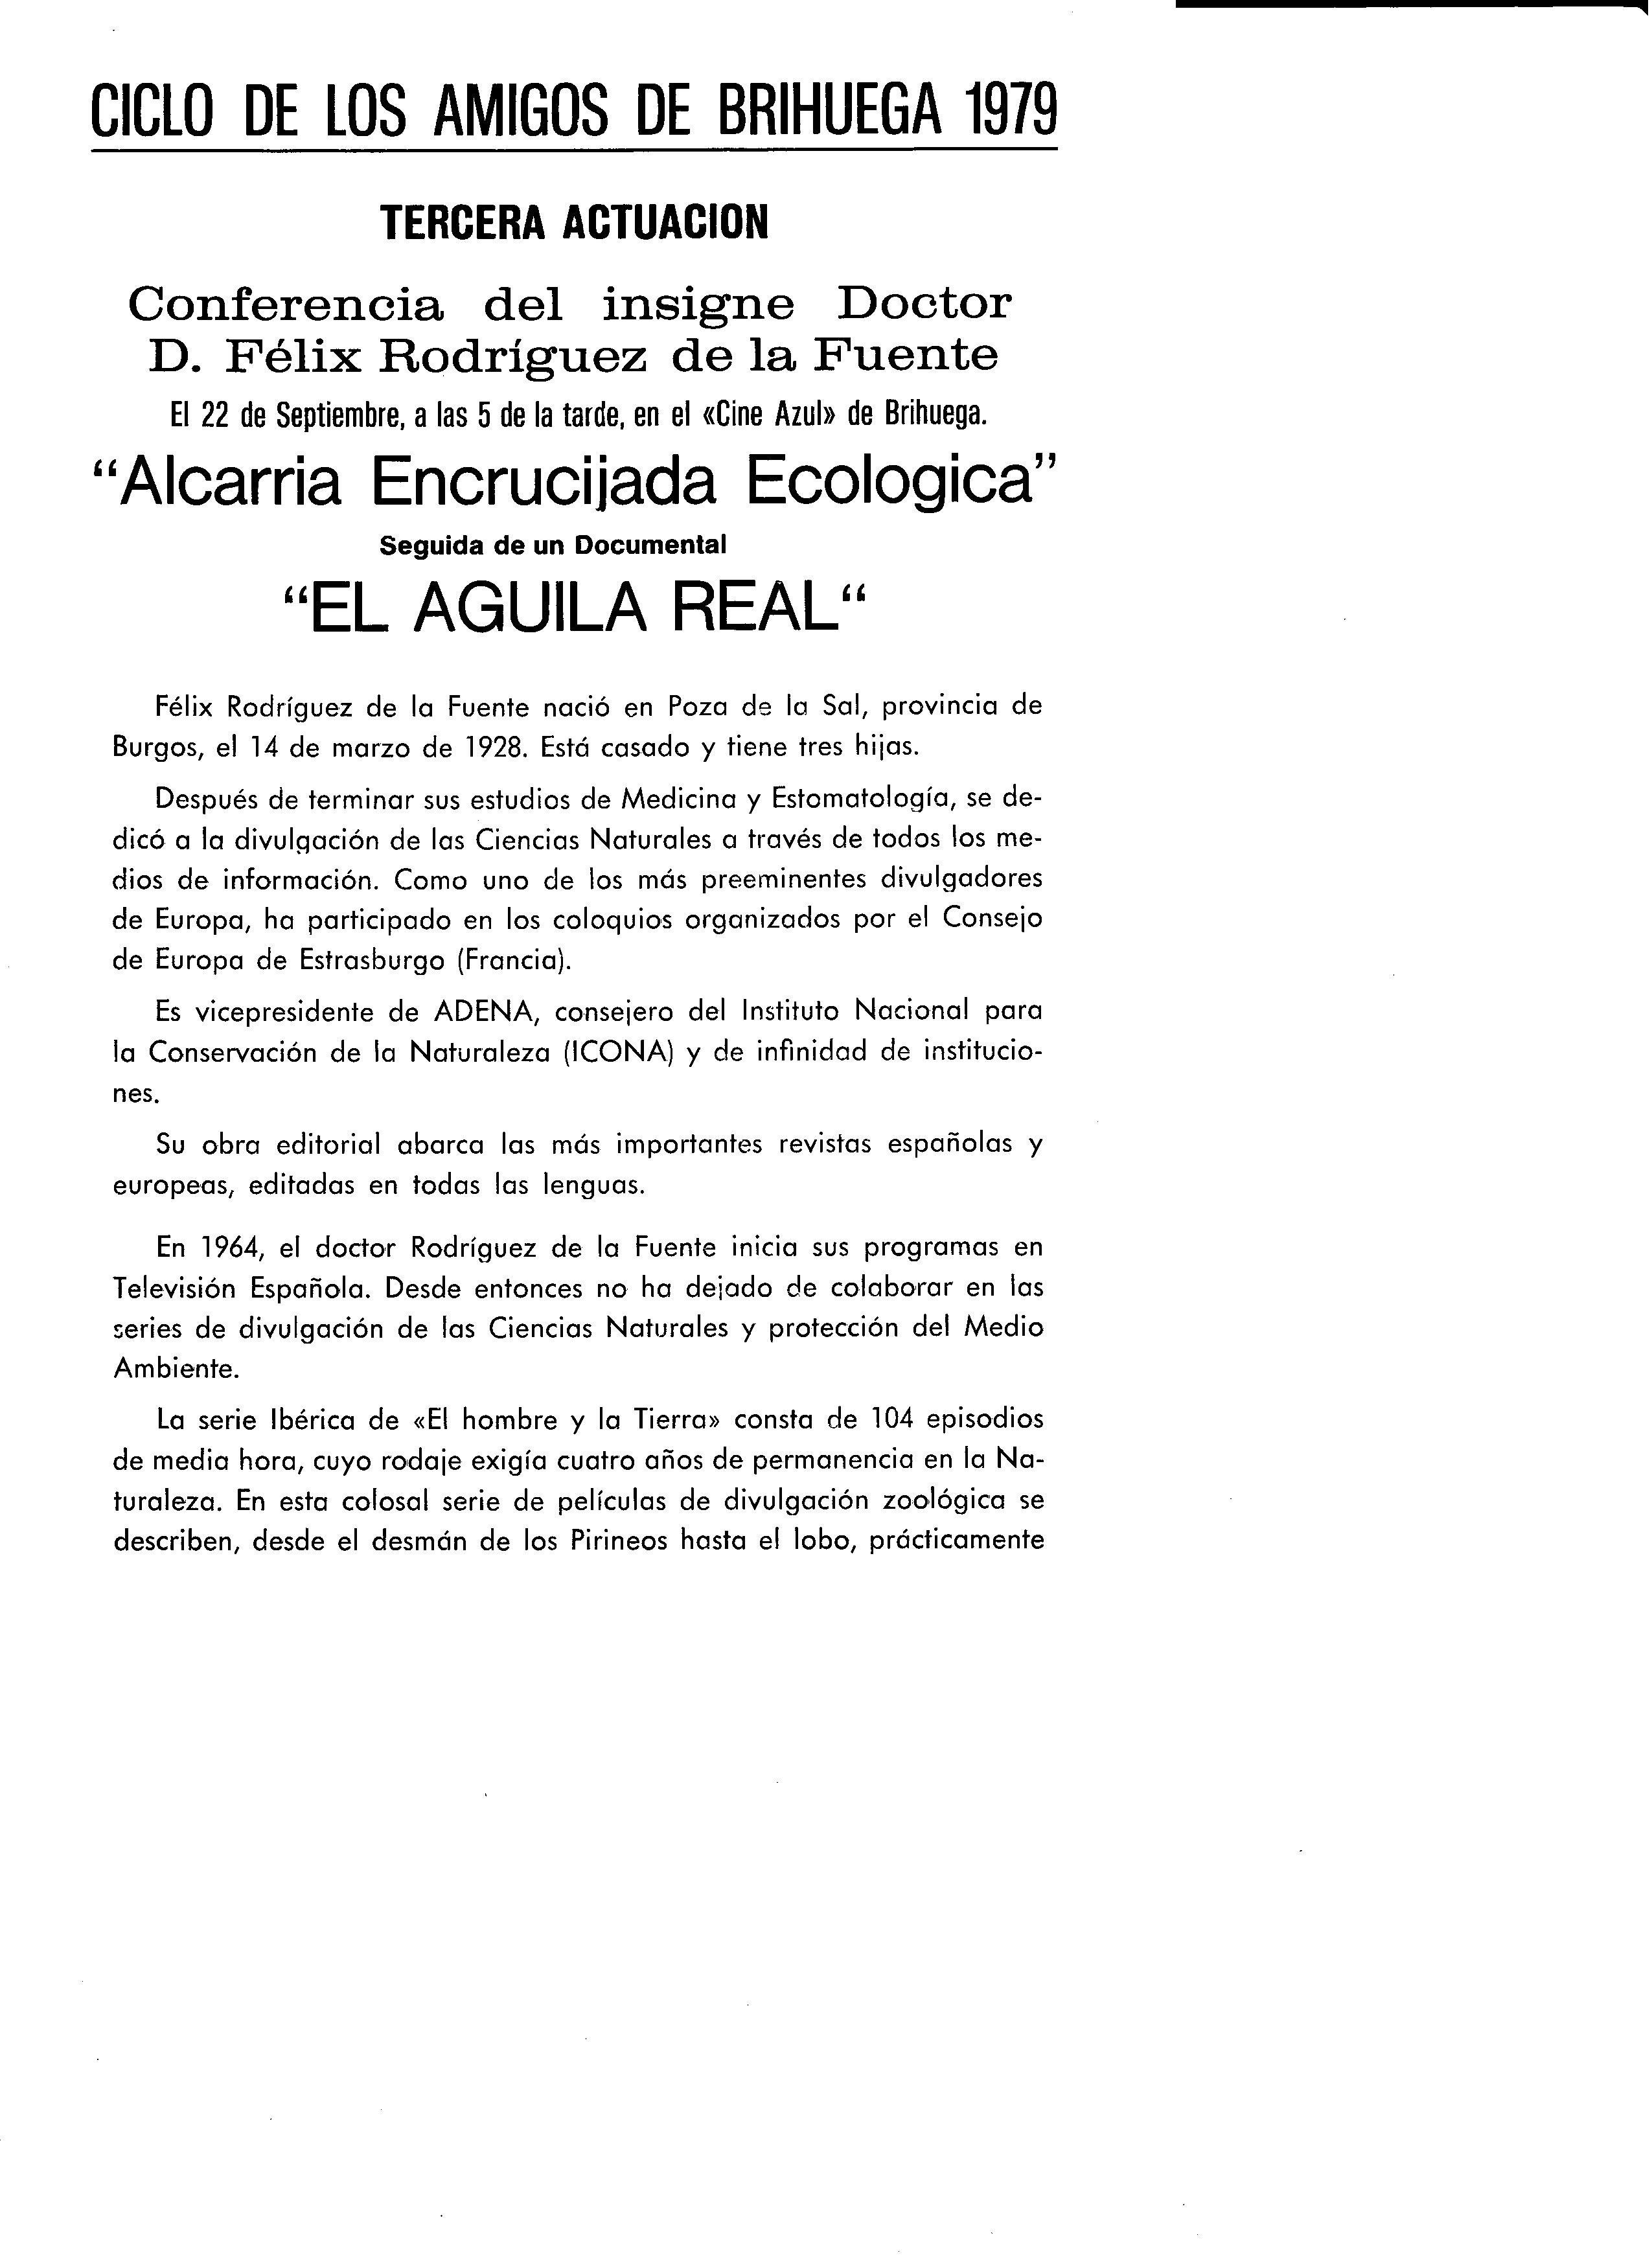 CICLO DE LOS AMIGOS DE BRIHUEGA 1979
TERCERA ACTUACION
Conferencia del insigne Doctor
D. Félix Rodríguez de la Fuente
El 22 de Septiembre, a las 5 de la tarde, en el «Cine Azul» de Brihuega.
“Alcarria Encrucijada Ecologica”
Seguida de un Documental
“EL AGUILA REAL“
Félix Rodríguez de la Fuente nació en Poza de la Sal, provincia de
Burgos, el 14 de marzo de 1928. Está casado y tiene tres hijas.
Después de terminar sus estudios de Medicina y Estomatología, se de-
dicó a la divulgación de las Ciencias Naturales a través de todos los me-
dios de información. Como uno de los más preeminentes divulgadores
de Europa, ha participado en los coloquios organizados por el Consejo
de Europa de Estrasburgo (Francia).
Es vicepresidente de ADENA, consejero del Instituto Nacional para
la Conservación de la Naturaleza (ICONA) y de infinidad de institucio-
nes.
Su obra editorial abarca las más importantes revistas españolas y
europeas, editadas en todas las lenguas.
En 1964, el doctor Rodríguez de la Fuente inicia sus programas en
Televisión Española. Desde entonces no ha dejado de colaborar en las
series de divulgación de las Ciencias Naturales y protección del Medio
Ambiente.
La serie Ibérica de «El hombre y la Tierra» consta de 104 episodios
de media hora, cuyo rodaje exigía cuatro años de permanencia en la Na-
turaleza. En esta colosal serie de películas de divulgación zoológica se
describen, desde el desmán de los Pirineos hasta el lobo, prácticamente